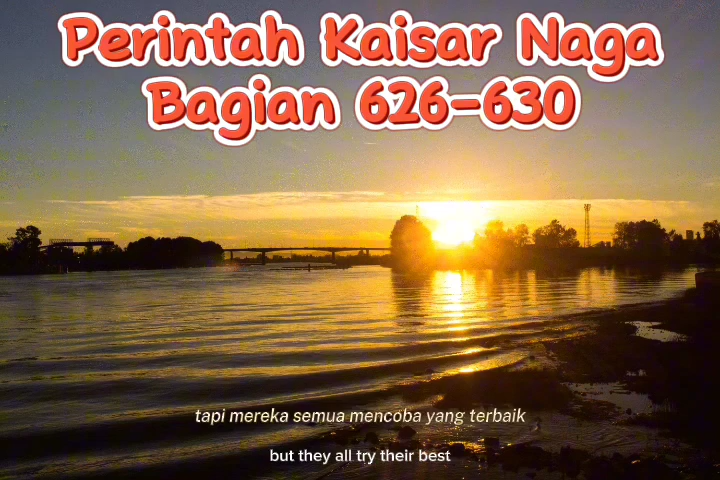 Perintah Kaisar Naga
Bagian 626-630
tapi mereka semua mencoba yang terbaik
but they all try their best